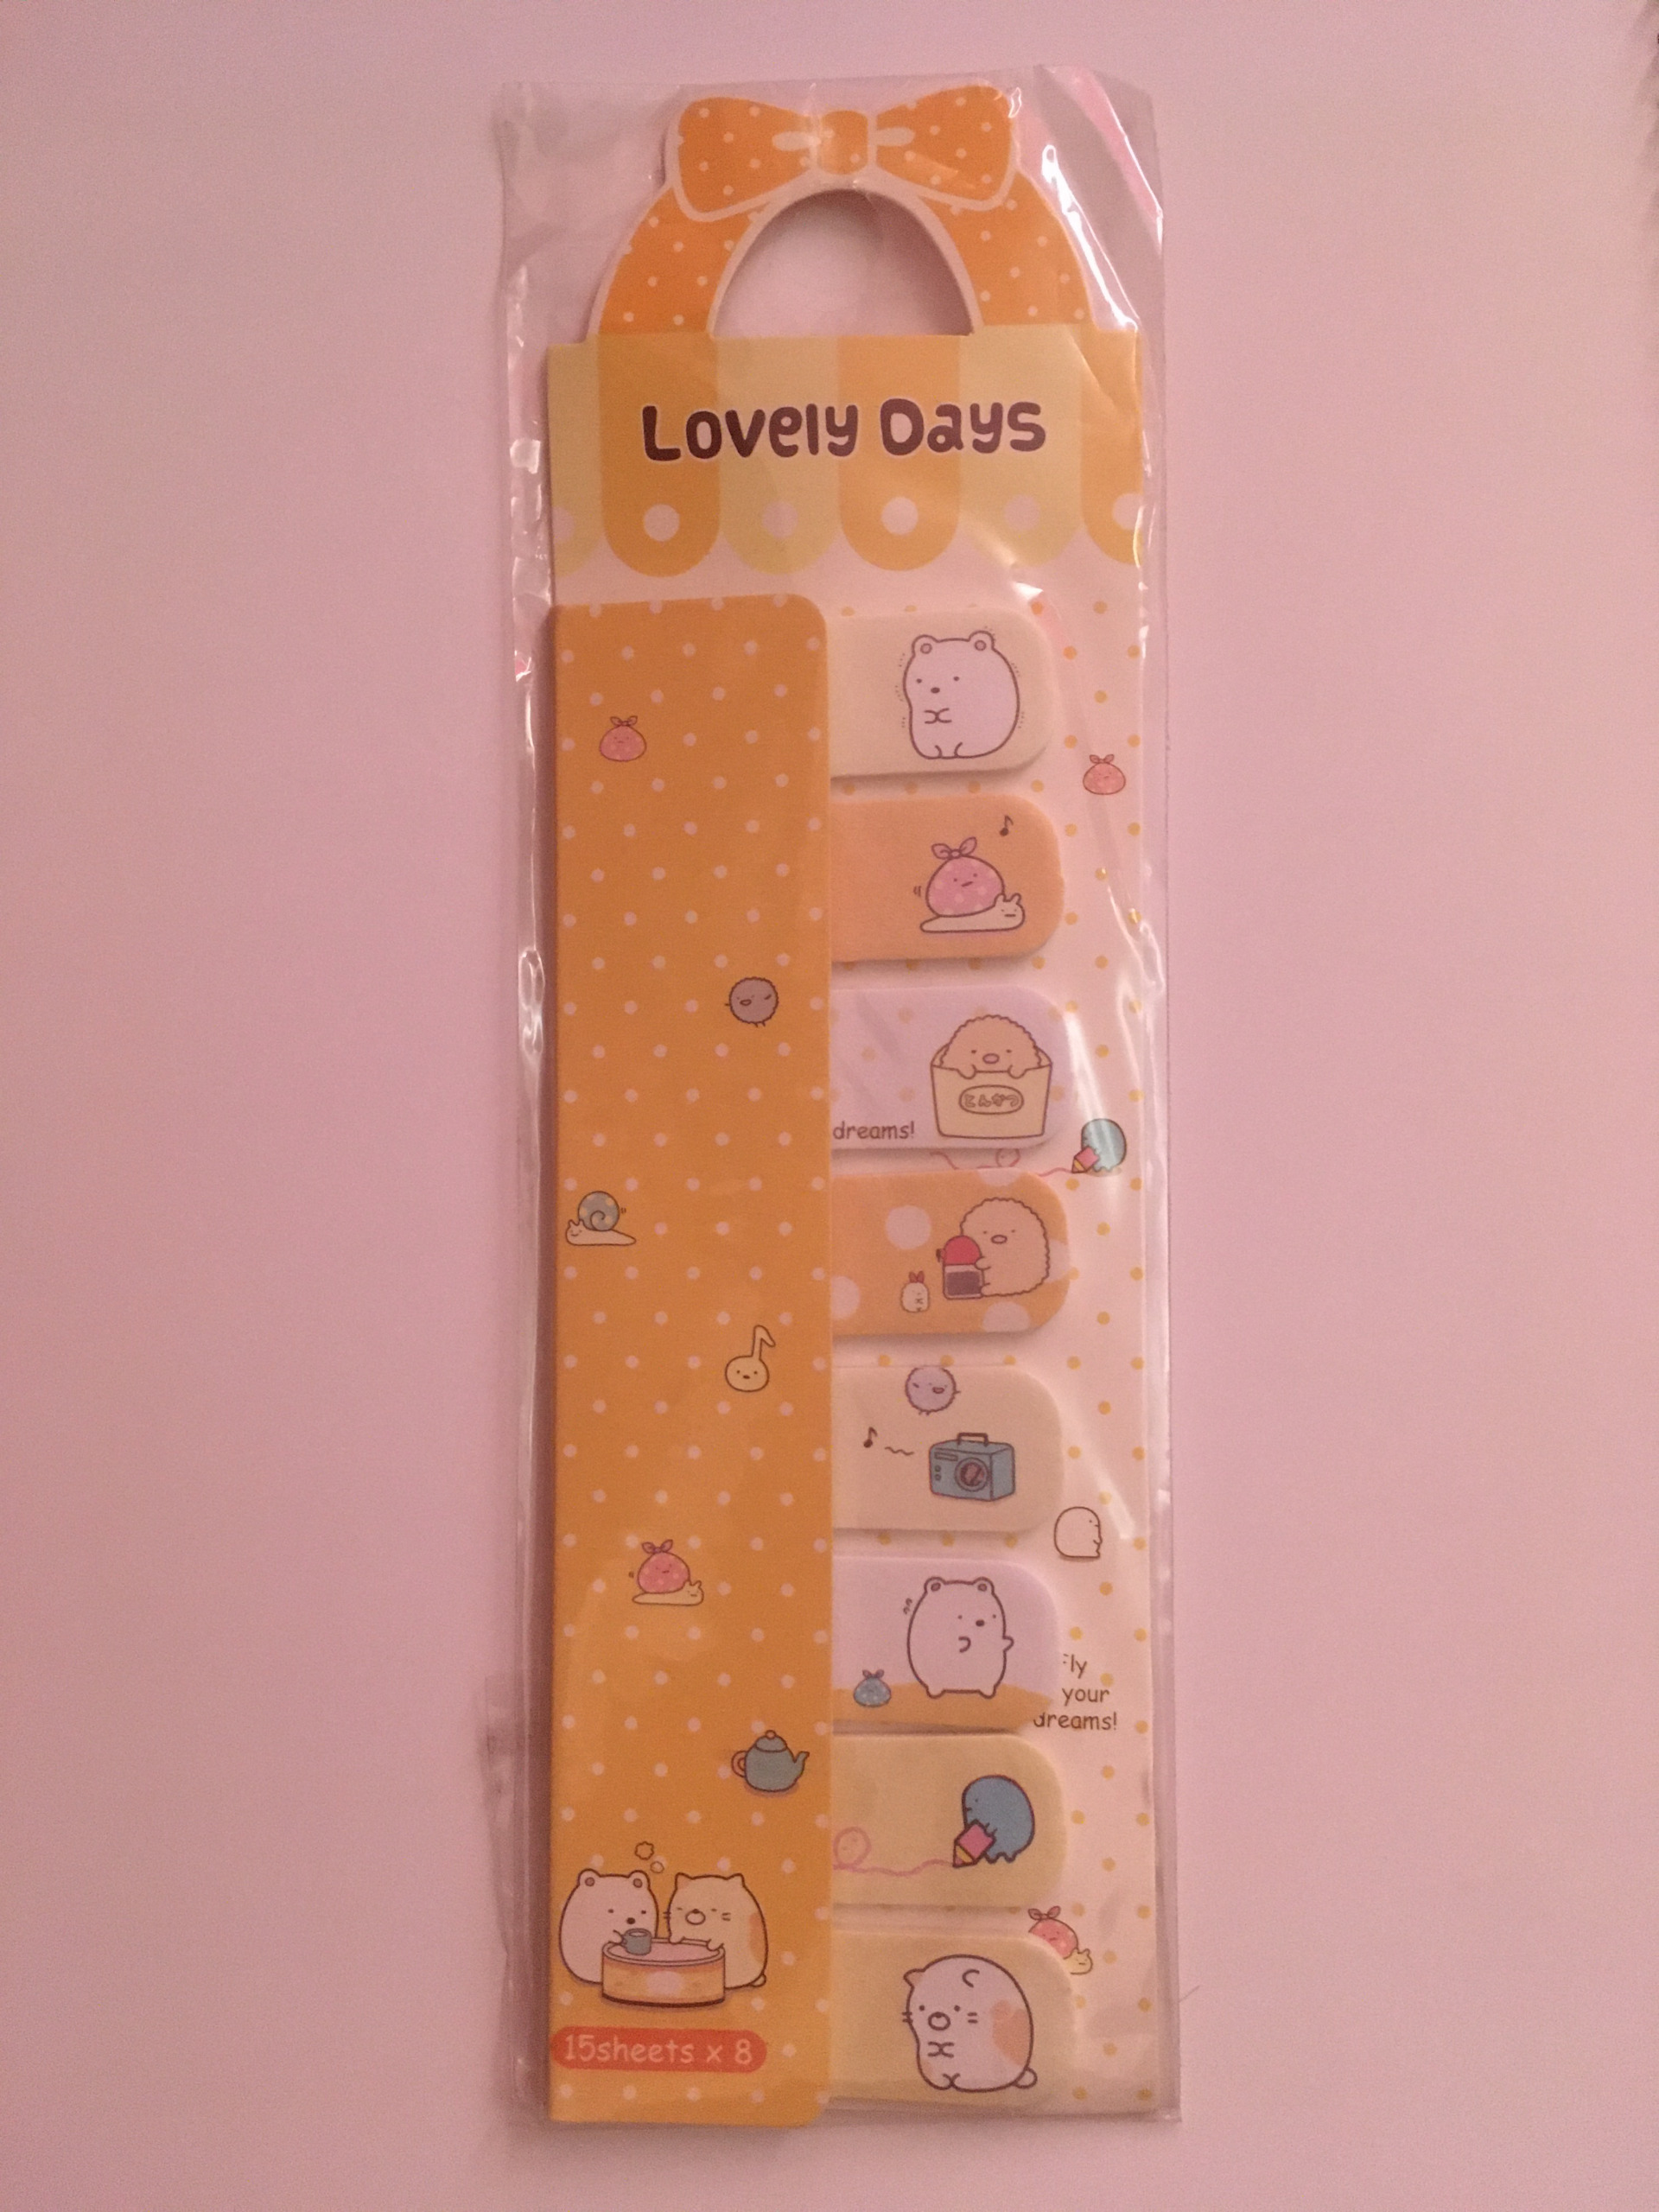 Lovely Days
dreams!
とんかつ
Fly
your
dreams!
15sheets x 8